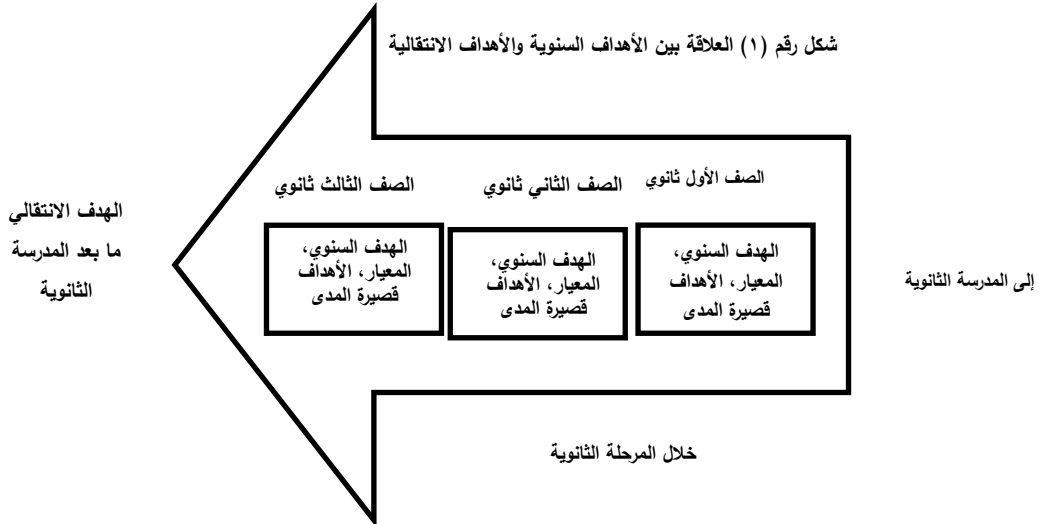 شكل رقم (١) العلاقة بين الأهداف السنوية والأهداف الانتقالية
إلى المدرسة الثانوية
الصف الأول ثانوي
الهدف السنوي،
المعيار، الأهداف
قصيرة المدى
الصف الثاني ثانوي
الهدف السنوي،
المعيار، الأهداف
قصيرة المدى
الصف الثالث ثانوي
الهدف السنوي،
المعيار، الأهداف
قصيرة المدى
الهدف الانتقالي
ما بعد المدرسة
الثانوية
خلال المرحلة الثانوية